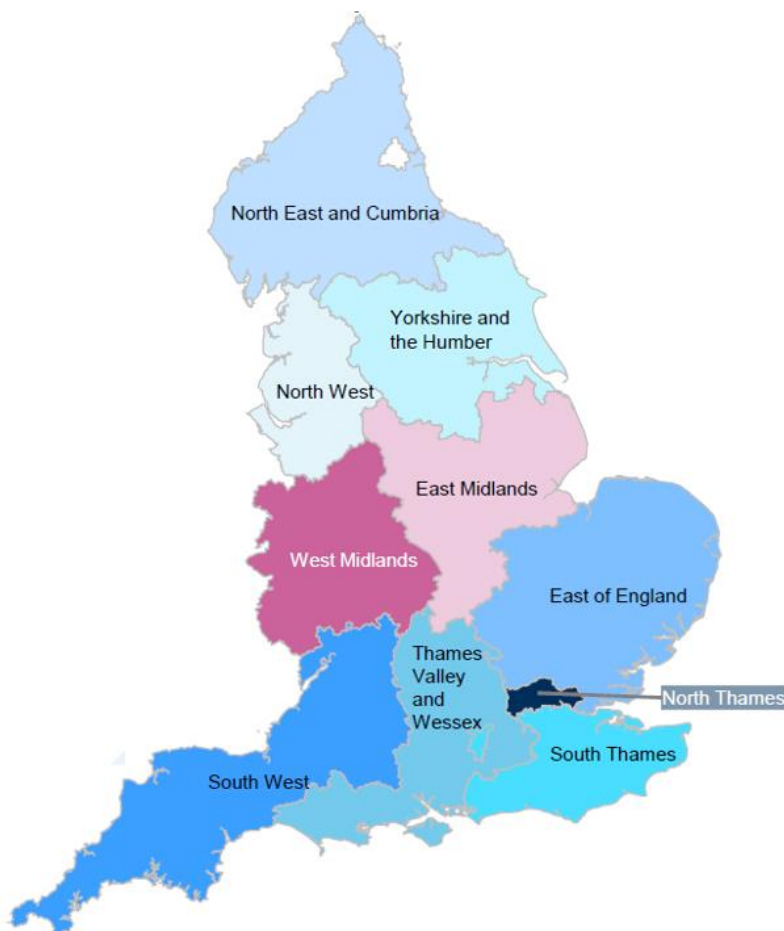 North East and Cumbria
Yorkshire and
the Humber
North West
East Midlands
West Midlands
East of England
Thames
Valley
and
Wessex
North Thames
South Thames
South West